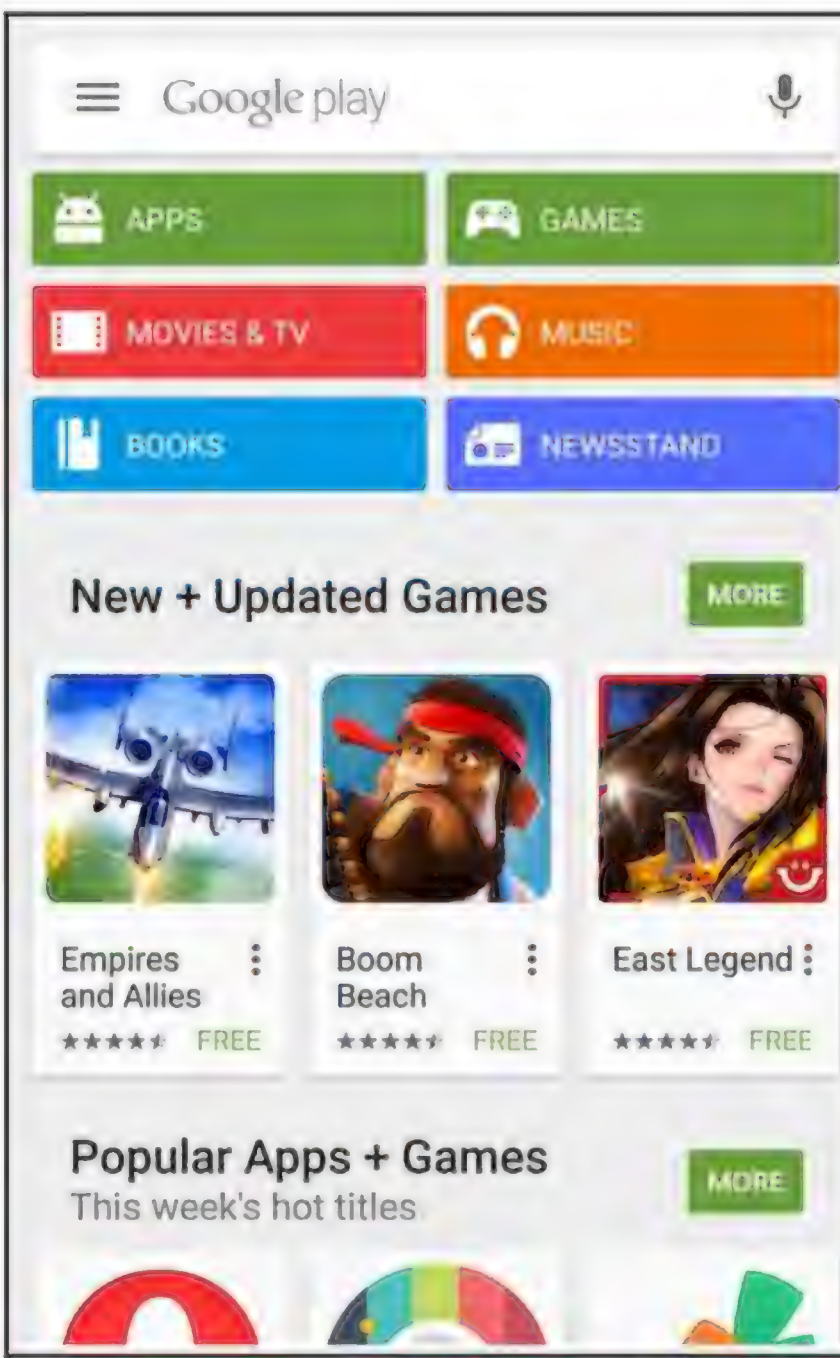 Google play
APPS
GAMES
MOVIES & TV
MUSIC
BOOKS
NEWSSTAND
New + Updated Games
MORE
Empires
and Allies
FREE
Boom
Beach
FREE
East Legend
FREE
Popular Apps + Games
This week's hot titles
MORE